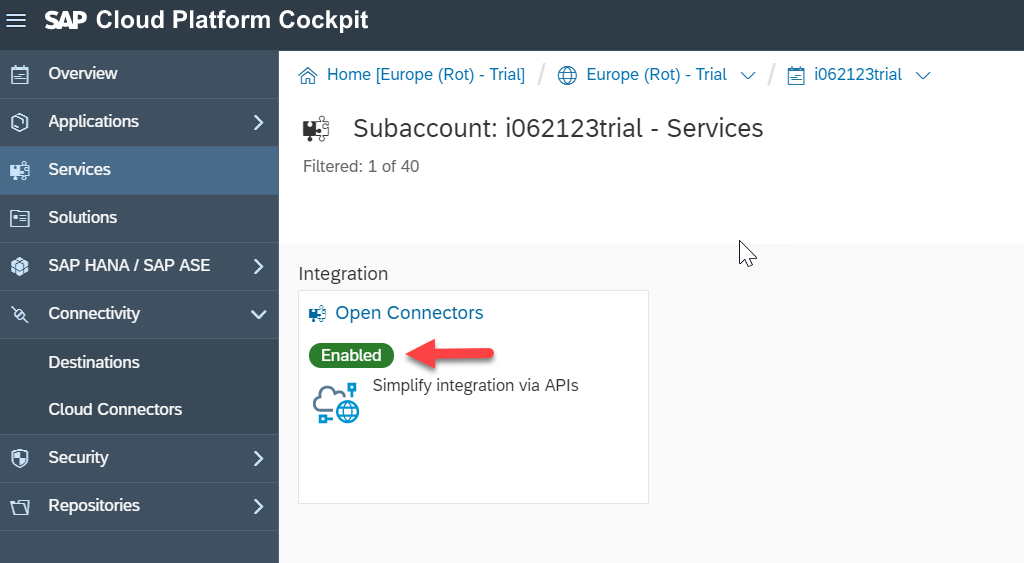 SAP Cloud Platform Cockpit
Overview
Applications
Services
Solutions
SAP HANA / SAP ASE
Connectivity
Destinations
Cloud Connectors
Security
Repositories
Home [Europe (Rot) - Trial] / Europe (Rot) - Trial / i062123trial
Subaccount: i062123trial - Services
Filtered: 1 of 40
Integration
Open Connectors
Enabled
Simplify integration via APIs